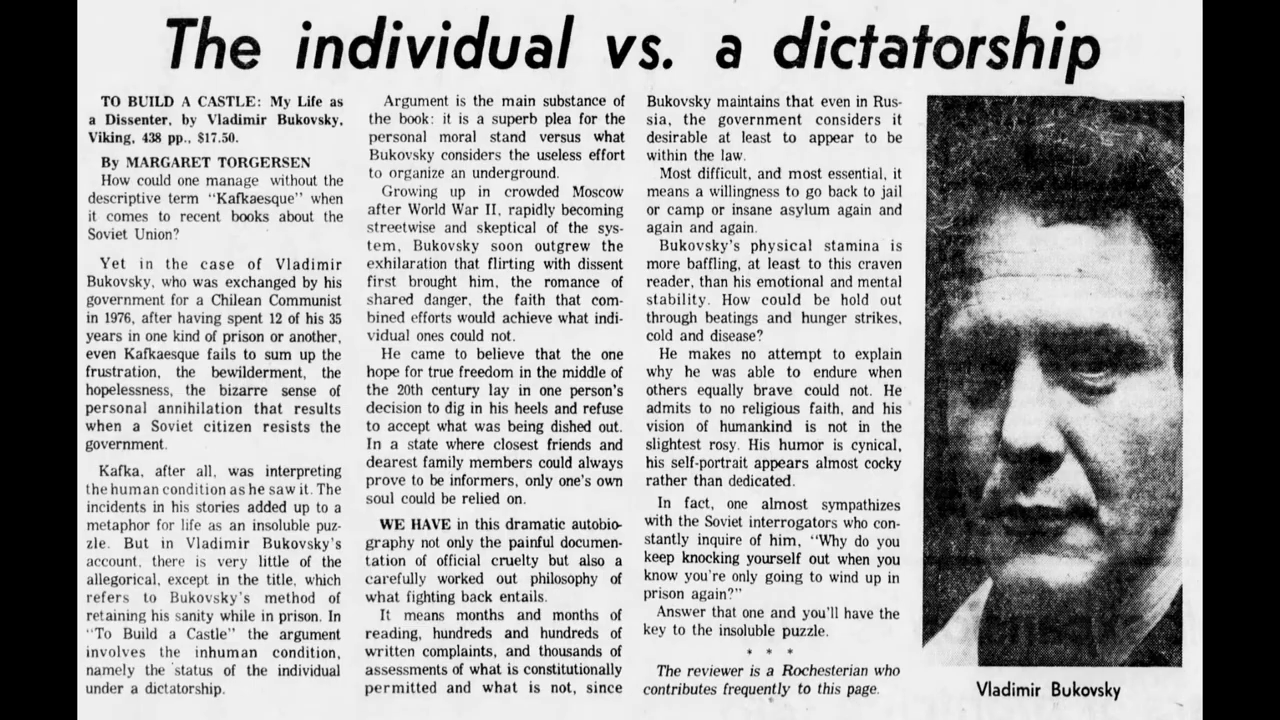 The individual vs. a dictatorship
TO BUILD A CASTLE: My Life as
a Dissenter, by Vladimir Bukovsky,
Viking, 438 pp., $17.50.
By MARGARET TORGERSEN
How could one manage without the
descriptive term "Kafkaesque" when
it comes to recent books about the
Soviet Union?
Yet in the case of Vladimir
Bukovsky, who was exchanged by his
government for a Chilean Communist
in 1976, after having spent 12 of his 35
years in one kind of prison or another,
even Kafkaesque fails to sum up the
frustration, the bewilderment, the
hopelessness, the bizarre sense of
personal annihilation that results
when a Soviet citizen resists the
government.
Kafka, after all, was interpreting
the human condition as he saw it. The
incidents in his stories added up to a
metaphor for life as an insoluble puz-
zle. But in Vladimir Bukovsky's
account, there is very little of the
allegorical, except in the title, which
refers to Bukovsky's method of
retaining his sanity while in prison. In
"To Build a Castle" the argument
involves the inhuman condition,
namely the status of the individual
under a dictatorship.
Argument is the main substance of
the book: it is a superb plea for the
personal moral stand versus what
Bukovsky considers the useless effort
to organize an underground.
Growing up in crowded Moscow
after World War II, rapidly becoming
streetwise and skeptical of the sys-
tem, Bukovsky soon outgrew the
exhilaration that flirting with dissent
first brought him, the romance of
shared danger, the faith that com-
bined efforts would achieve what indi-
vidual ones could not.
He came to believe that the one
hope for true freedom in the middle of
the 20th century lay in one person's
decision to dig in his heels and refuse
to accept what was being dished out.
In a state where closest friends and
dearest family members could always
prove to be informers, only one's own
soul could be relied on.
WE HAVE in this dramatic autobio-
graphy not only the painful documen-
tation of official cruelty but also a
carefully worked out philosophy of
what fighting back entails.
It means months and months of
reading, hundreds and hundreds of
written complaints, and thousands of
assessments of what is constitutionally
permitted and what is not, since
Bukovsky maintains that even in Rus-
sia, the government considers it
desirable at least to appear to be
within the law.
Most difficult, and most essential, it
means a willingness to go back to jail
or camp or insane asylum again and
again and again.
Bukovsky's physical stamina is
more baffling, at least to this craven
reader, than his emotional and mental
stability. How could be hold out
through beatings and hunger strikes,
cold and disease?
He makes no attempt to explain
why he was able to endure when
others equally brave could not. He
admits to no religious faith, and his
vision of humankind is not in the
slightest rosy. His humor is cynical,
his self-portrait appears almost cocky
rather than dedicated.
In fact, one almost sympathizes
with the Soviet interrogators who con-
stantly inquire of him, "Why do you
keep knocking yourself out when you
know you're only going to wind up in
prison again?"
Answer that one and you'll have the
key to the insoluble puzzle.
* * *
The reviewer is a Rochesterian who
contributes frequently to this page.
Vladimir Bukovsky